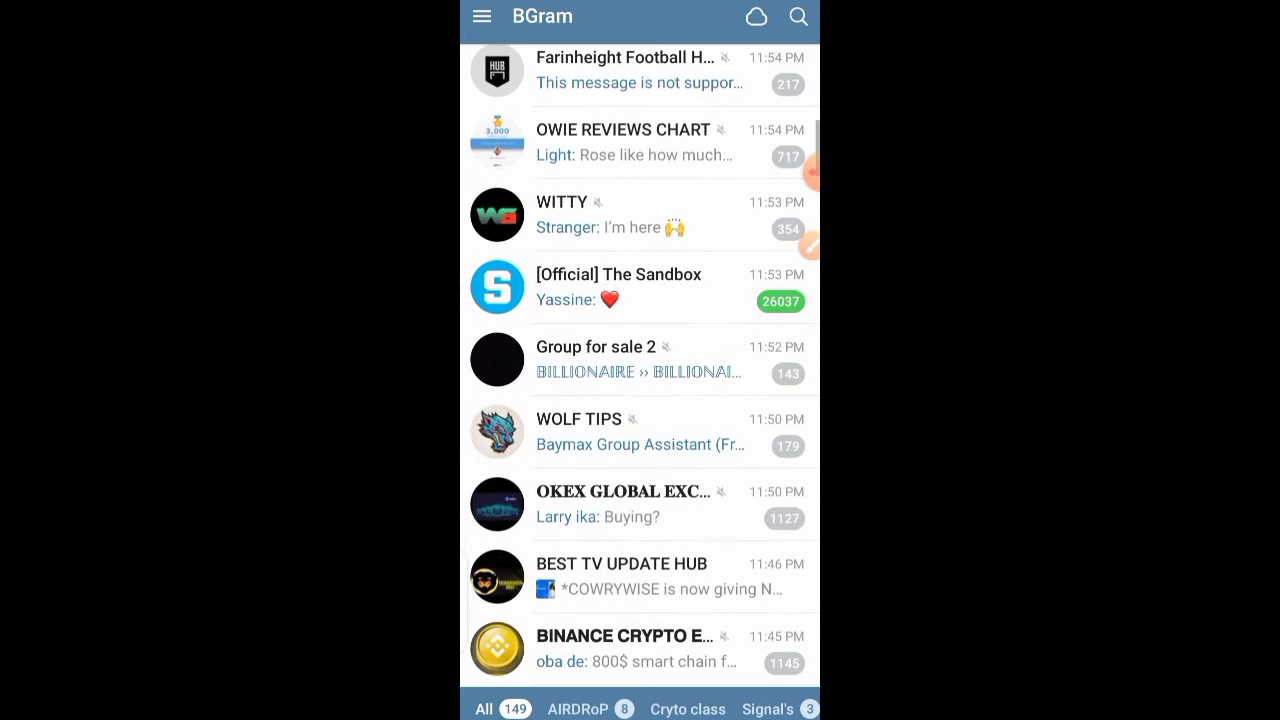 BGram
Farinheight Football H...
11:54 PM
This message is not suppor...
217
HUB
OWIE REVIEWS CHART
11:54 PM
3,000
Light: Rose like how much...
717
WITTY
11:53 PM
Stranger: I'm here 🙌
354
[Official] The Sandbox
11:53 PM
S
Yassine: ❤️
26037
Group for sale 2
11:52 PM
𝔹𝕀𝕃𝕃𝕀𝕆ℕ𝔸𝕀ℝ𝔼 ›› 𝔹𝕀𝕃𝕃𝕀𝕆ℕ𝔸𝕀...
143
WOLF TIPS
11:50 PM
Baymax Group Assistant (Fr...
179
𝐎𝐊𝐄𝐗 𝐆𝐋𝐎𝐁𝐀𝐋 𝐄𝐗𝐂...
11:50 PM
Larry ika: Buying?
1127
BEST TV UPDATE HUB
11:46 PM
*COWRYWISE is now giving N...
BINANCE CRYPTO E...
11:45 PM
oba de: 800$ smart chain f...
1145
All 149 AIRDRoP 8 Cryto class Signal's 3